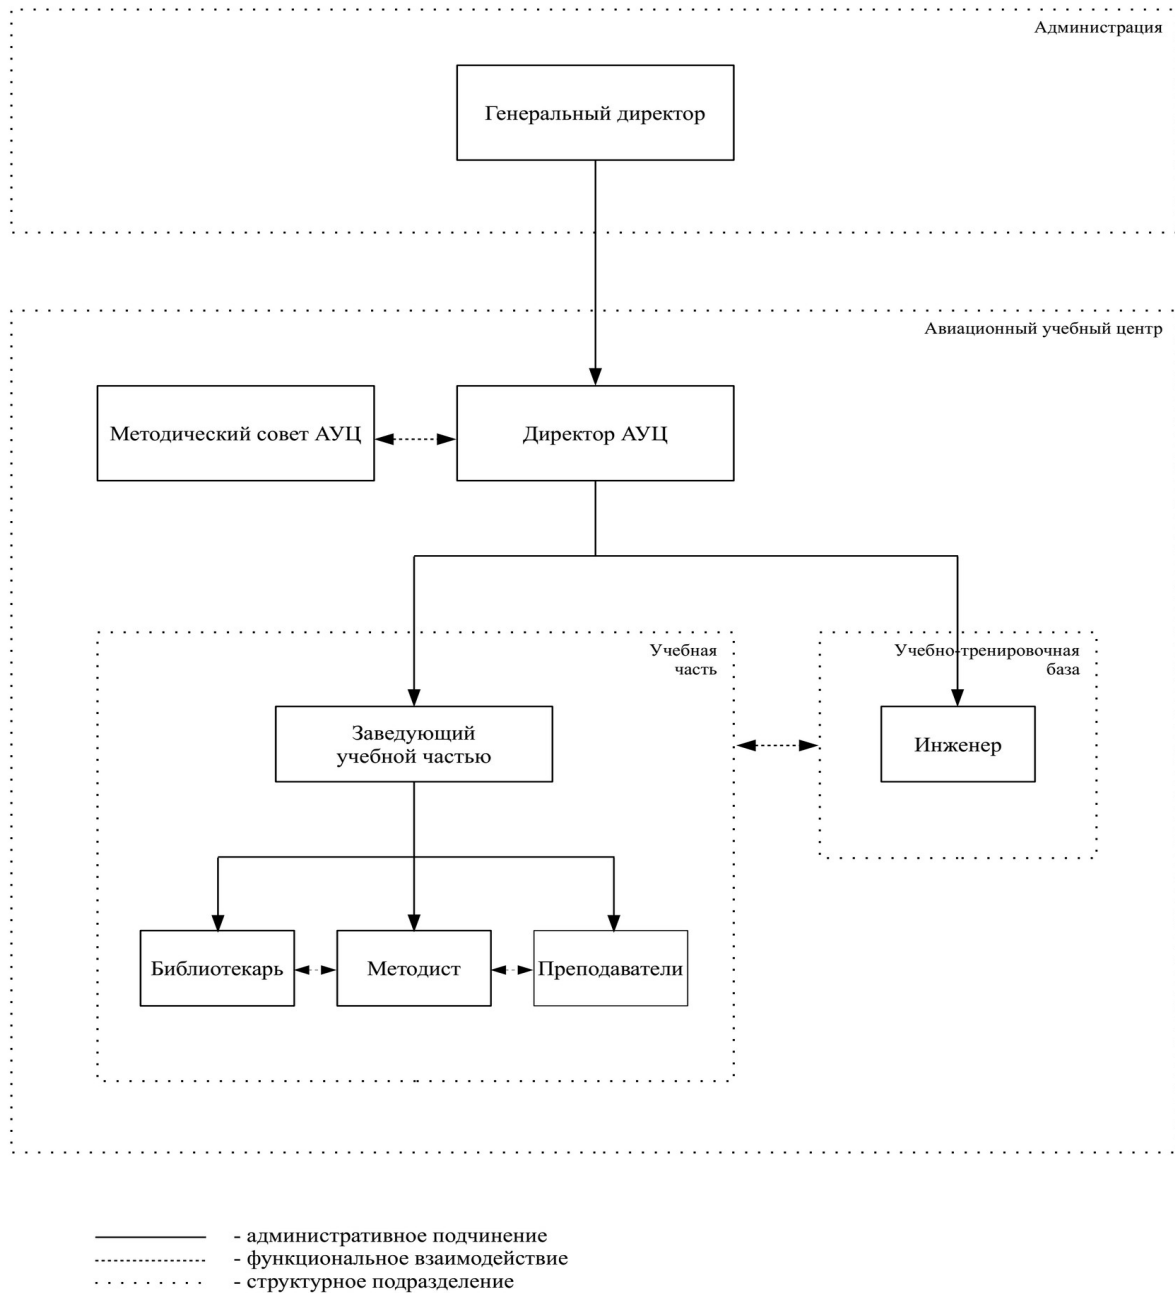 Администрация
Генеральный директор
Авиационный учебный центр
Методический совет АУЦ
Директор АУЦ
Учебная
часть
Учебно-тренировочная
база
Заведующий
учебной частью
Инженер
Библиотекарь
Методист
Преподаватели
- административное подчинение
- функциональное взаимодействие
- структурное подразделение